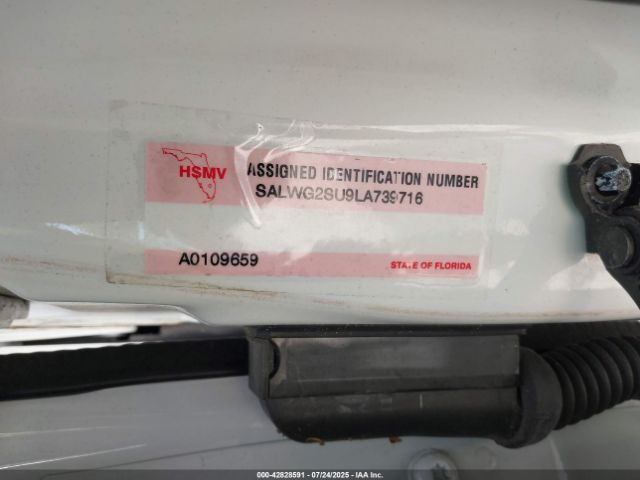 HSMV
ASSIGNED IDENTIFICATION NUMBER
SALWG2SU9LA739716
A0109659
STATE OF FLORIDA
000-42828591 - 07/24/2025 - IAA Inc.